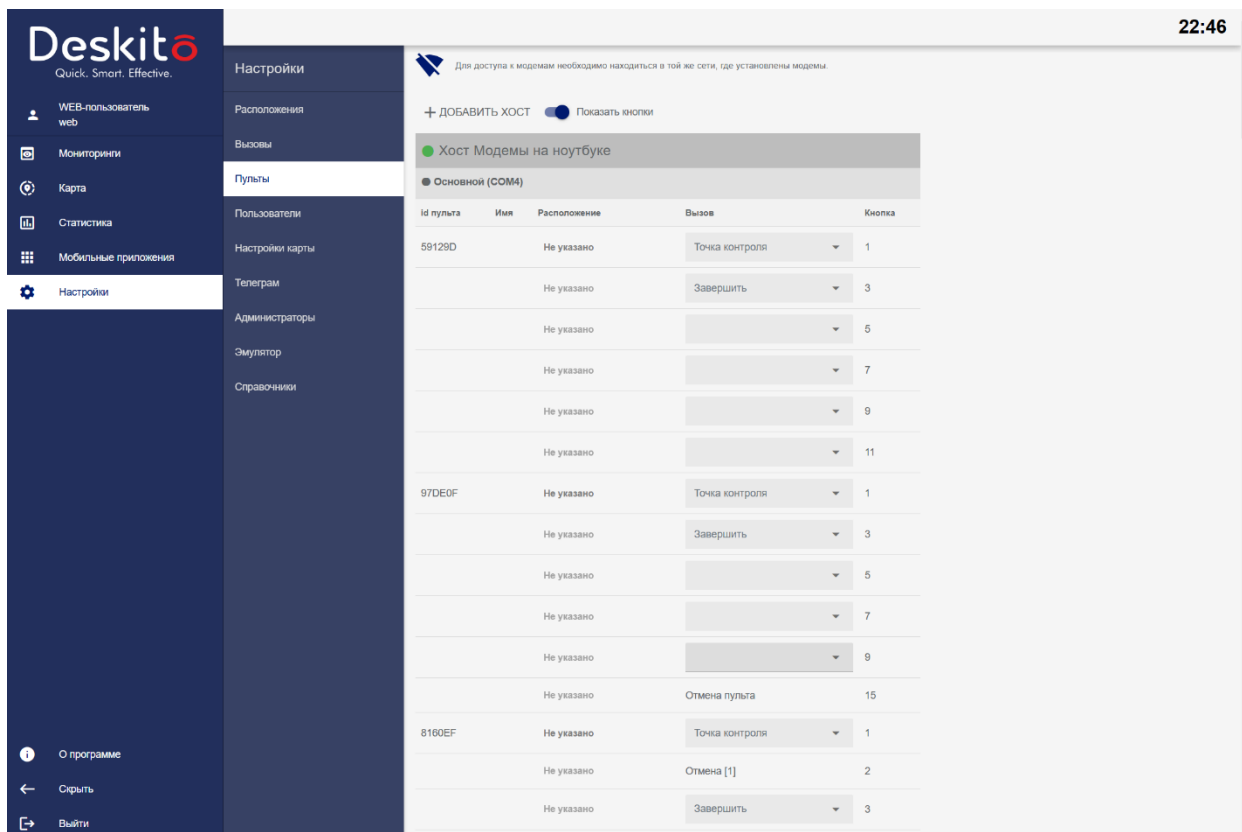 22:46
Deskitō
Quick. Smart. Effective.
WEB-пользователь
web
Мониторинги
Карта
Статистика
Мобильные приложения
Настройки
О программе
Скрыть
Выйти
Настройки
Расположения
Вызовы
Пульты
Пользователи
Настройки карты
Телеграм
Администраторы
Эмулятор
Справочники
Для доступа к модемам необходимо находиться в той же сети, где установлены модемы.
+ ДОБАВИТЬ ХОСТ Показать кнопки
Хост Модемы на ноутбуке
Основной (COM4)
id пульта Имя Расположение Вызов Кнопка
59129D Не указано Точка контроля 1
Не указано Завершить 3
Не указано 5
Не указано 7
Не указано 9
Не указано 11
97DE0F Не указано Точка контроля 1
Не указано Завершить 3
Не указано 5
Не указано 7
Не указано 9
Не указано Отмена пульта 15
8160EF Не указано Точка контроля 1
Не указано Отмена [1] 2
Не указано Завершить 3